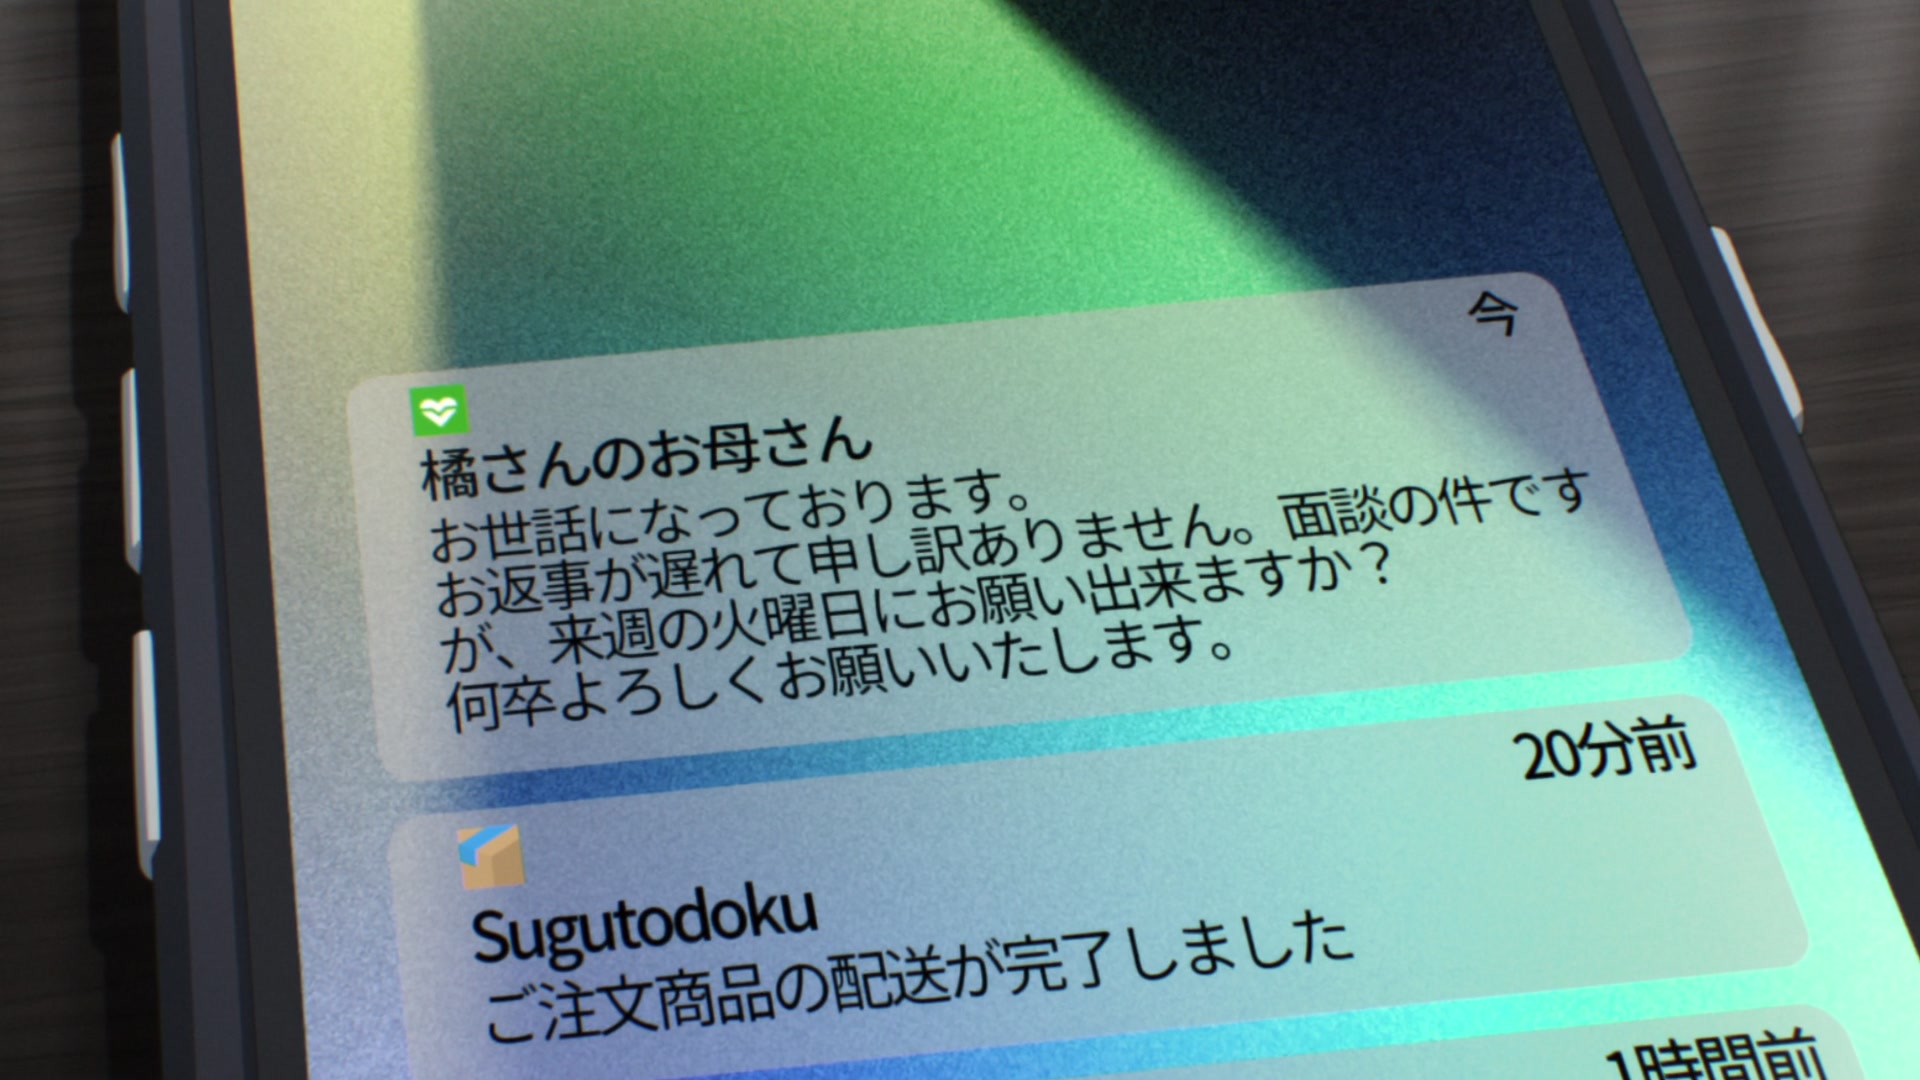 今
橘さんのお母さん
お世話になっております。
お返事が遅れて申し訳ありません。面談の件です
が、来週の火曜日にお願い出来ますか？
何卒よろしくお願いいたします。
20分前
Sugutodoku
ご注文商品の配送が完了しました
1時間前